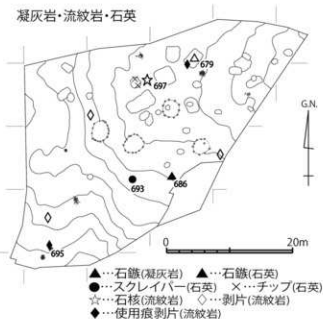 凝灰岩・流紋岩・石英
679
697
G.N.
693
686
695
0 20m
▲…石鏃(凝灰岩) ▲…石鏃(石英)
●…スクレイパー(石英) ×…チップ(石英)
☆…石核(流紋岩) ◇…剥片(流紋岩)
◆…使用痕剥片(流紋岩)